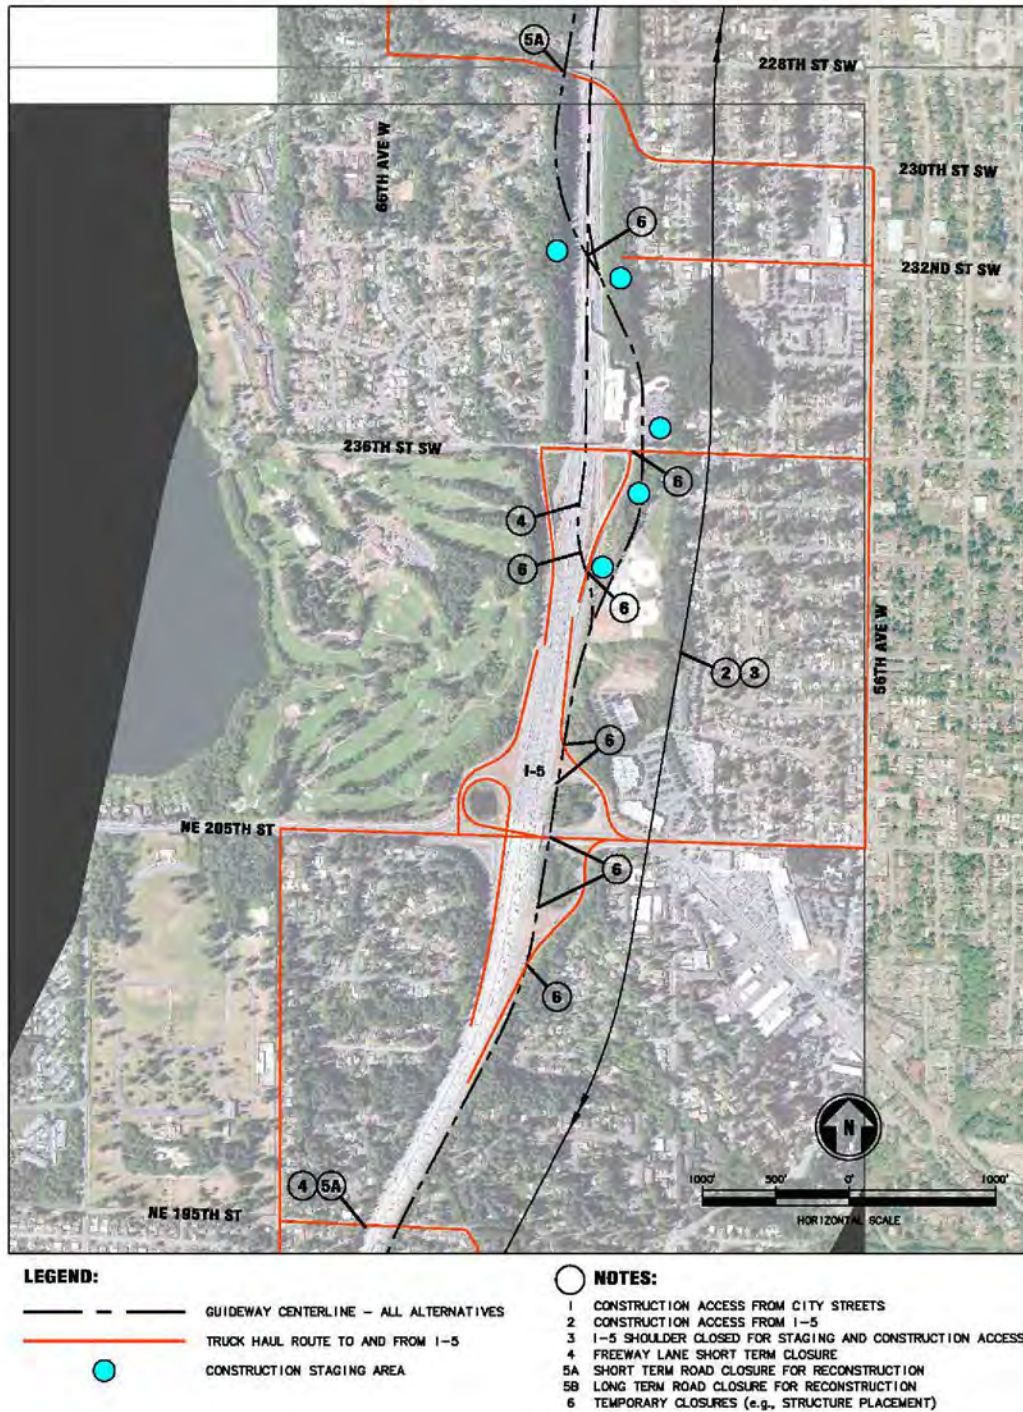 5A
228TH ST SW
66TH AVE W
230TH ST SW
6
232ND ST SW
236TH ST SW
6
4
6
6
2 3
56TH AVE W
6
I-5
NE 205TH ST
6
6
N
4 5A
NE 195TH ST
1000' 500' 0' 1000'
HORIZONTAL SCALE
LEGEND:
GUIDEWAY CENTERLINE - ALL ALTERNATIVES
TRUCK HAUL ROUTE TO AND FROM I-5
CONSTRUCTION STAGING AREA
NOTES:
1 CONSTRUCTION ACCESS FROM CITY STREETS
2 CONSTRUCTION ACCESS FROM I-5
3 I-5 SHOULDER CLOSED FOR STAGING AND CONSTRUCTION ACCESS
4 FREEWAY LANE SHORT TERM CLOSURE
5A SHORT TERM ROAD CLOSURE FOR RECONSTRUCTION
5B LONG TERM ROAD CLOSURE FOR RECONSTRUCTION
6 TEMPORARY CLOSURES (e.g., STRUCTURE PLACEMENT)